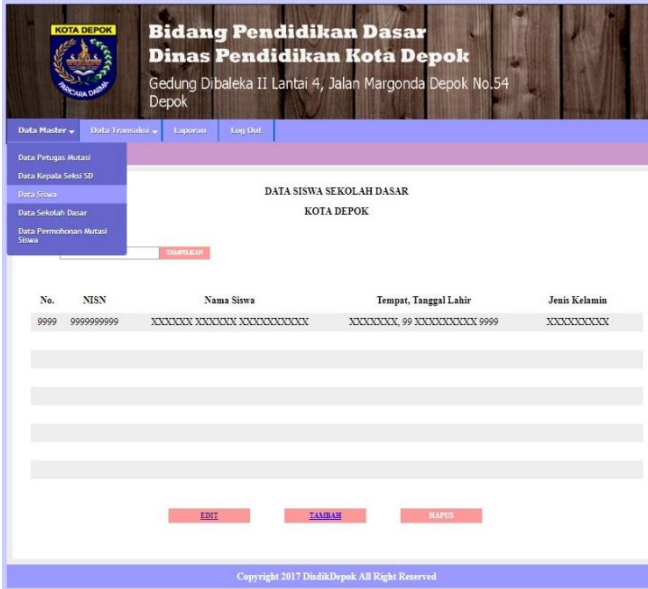 KOTA DEPOK
PARICARA DARMA
Bidang Pendidikan Dasar
Dinas Pendidikan Kota Depok
Gedung Dibaleka II Lantai 4, Jalan Margonda Depok No.54
Depok
Data Master Data Transaksi Laporan Log Out
Data Petugas Mutasi
Data Kepala Seksi SD
Data Siswa
Data Sekolah Dasar
Data Permohonan Mutasi
Siswa
DATA SISWA SEKOLAH DASAR
KOTA DEPOK
TAMPILKAN
No. NISN Nama Siswa Tempat, Tanggal Lahir Jenis Kelamin
9999 9999999999 XXXXXX XXXXXX XXXXXXXXXX XXXXXXX, 99 XXXXXXXXX 9999 XXXXXXXXX
EDIT TAMBAH HAPUS
Copyright 2017 DisdikDepok All Right Reserved